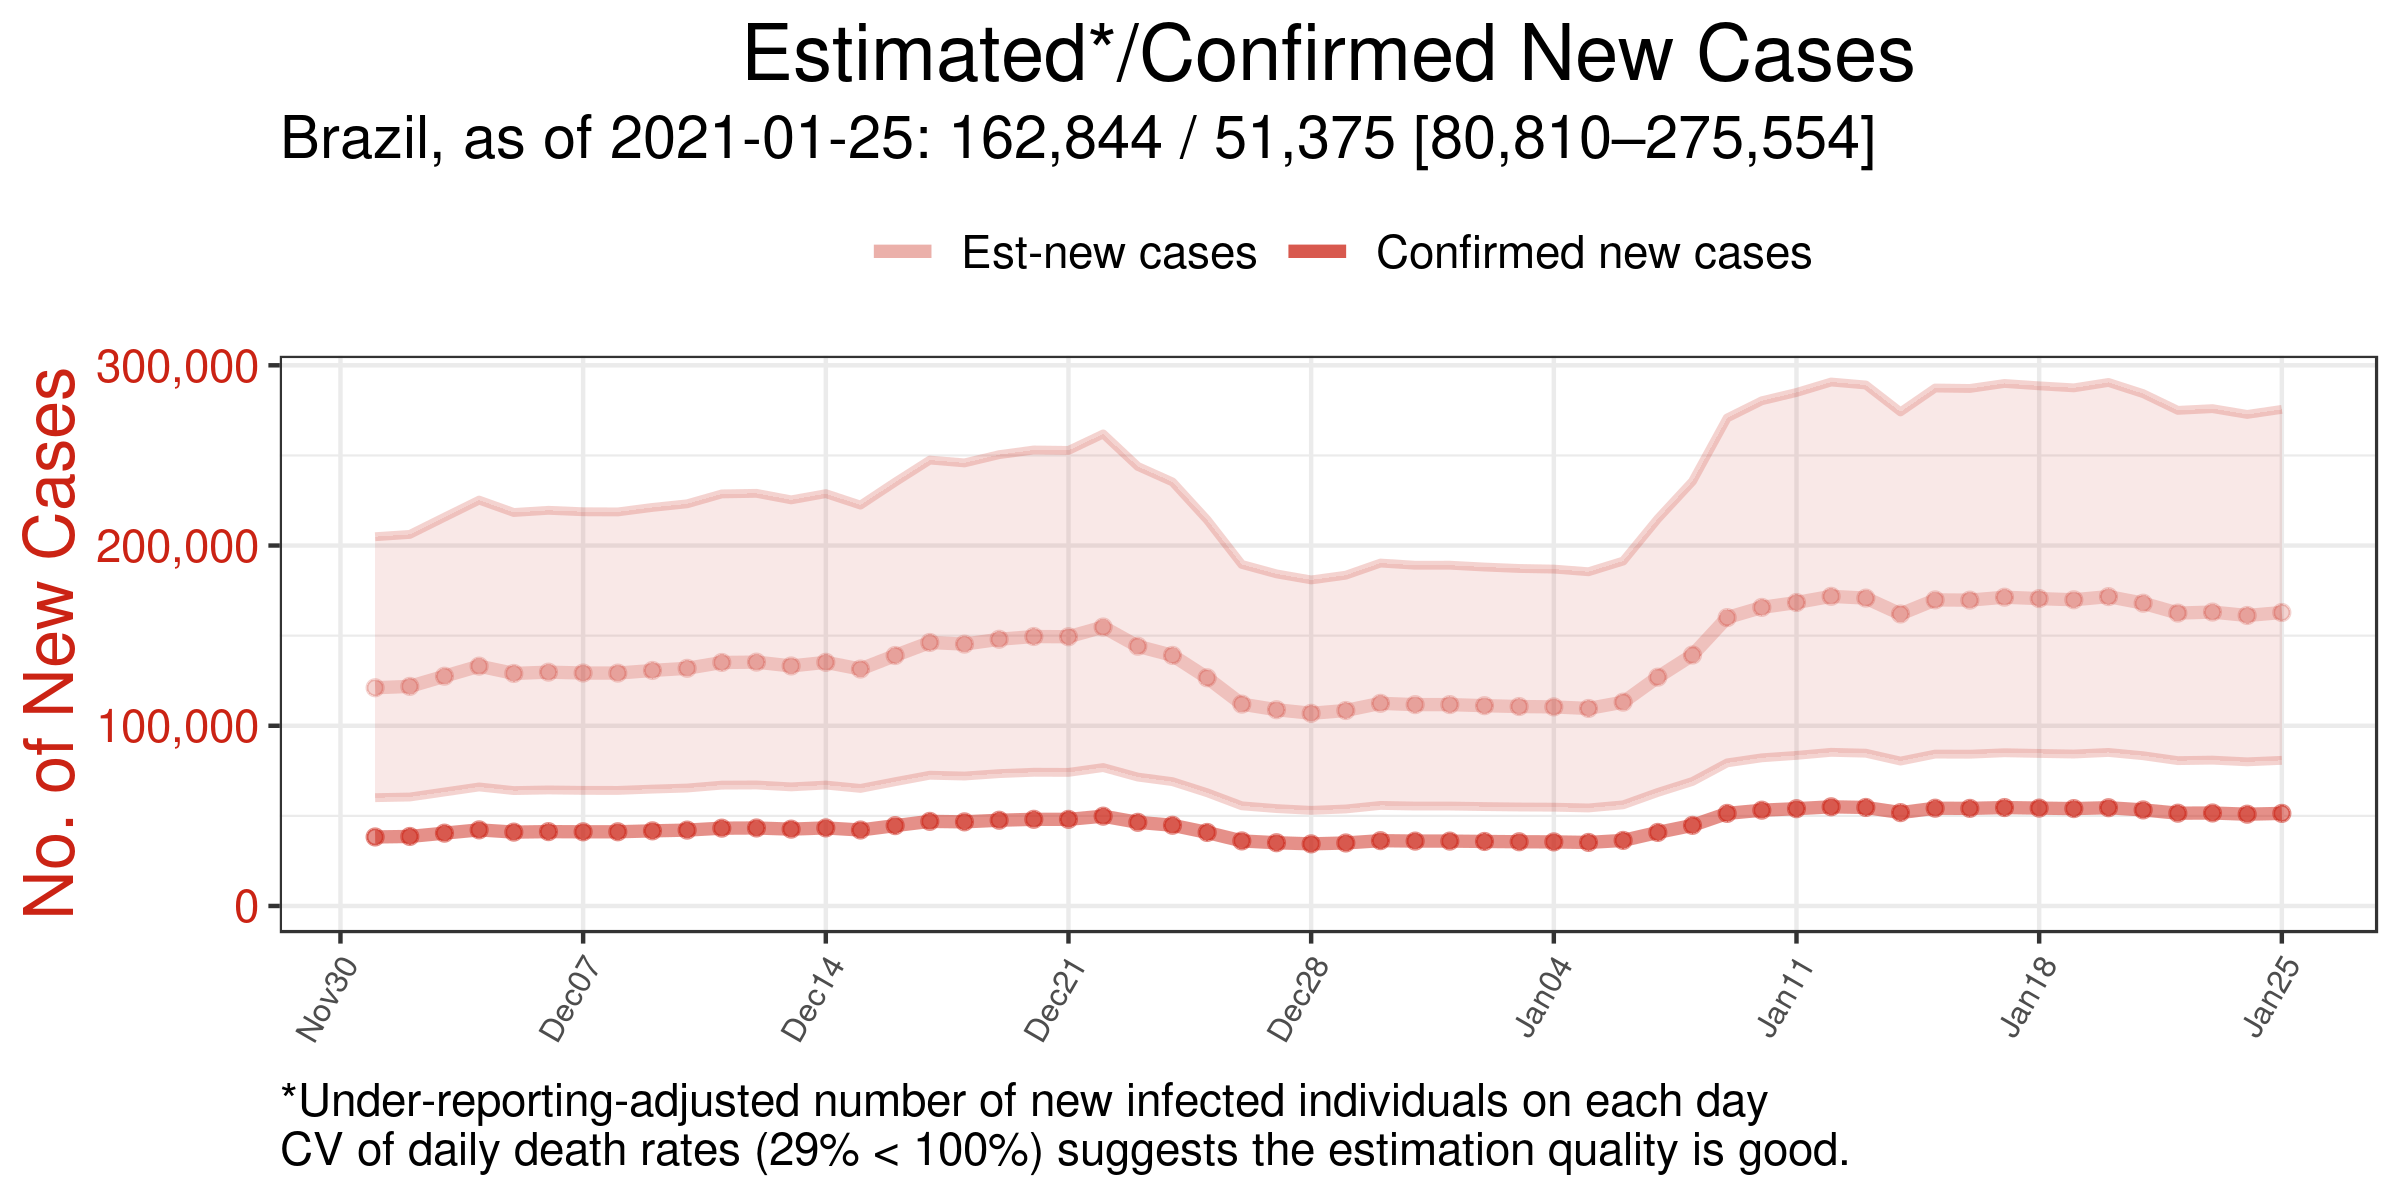 Estimated*/Confirmed New Cases
Brazil, as of 2021-01-25: 162,844 / 51,375 [80,810–275,554]
Est-new cases
Confirmed new cases
No. of New Cases
300,000
200,000
100,000
0
Nov30
Dec07
Dec14
Dec21
Dec28
Jan04
Jan11
Jan18
Jan25
*Under-reporting-adjusted number of new infected individuals on each day
CV of daily death rates (29% < 100%) suggests the estimation quality is good.